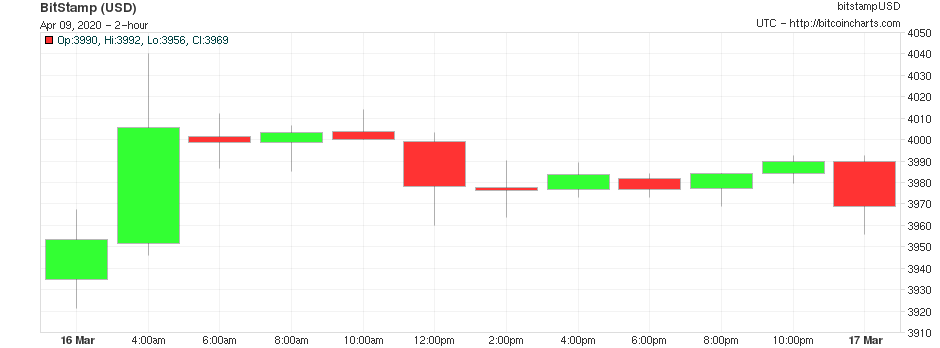 BitStamp (USD)
bitstampUSD
Apr 09, 2020 - 2-hour
UTC - http://bitcoincharts.com
Op:3990, Hi:3992, Lo:3956, Cl:3969
4050
4040
4030
4020
4010
4000
3990
3980
3970
3960
3950
3940
3930
3920
3910
16 Mar 4:00am 6:00am 8:00am 10:00am 12:00pm 2:00pm 4:00pm 6:00pm 8:00pm 10:00pm 17 Mar